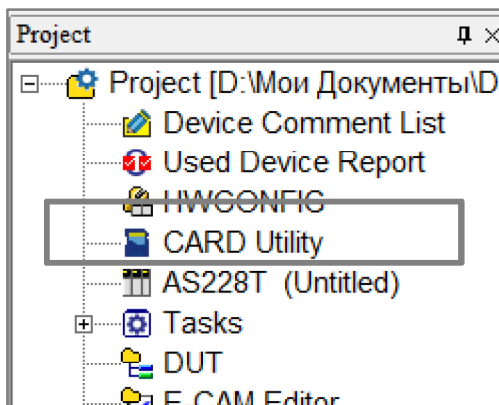 Project
Project [D:\Мои Документы\D
Device Comment List
Used Device Report
HWCONFIG
CARD Utility
AS228T (Untitled)
Tasks
DUT
E-CAM Editor